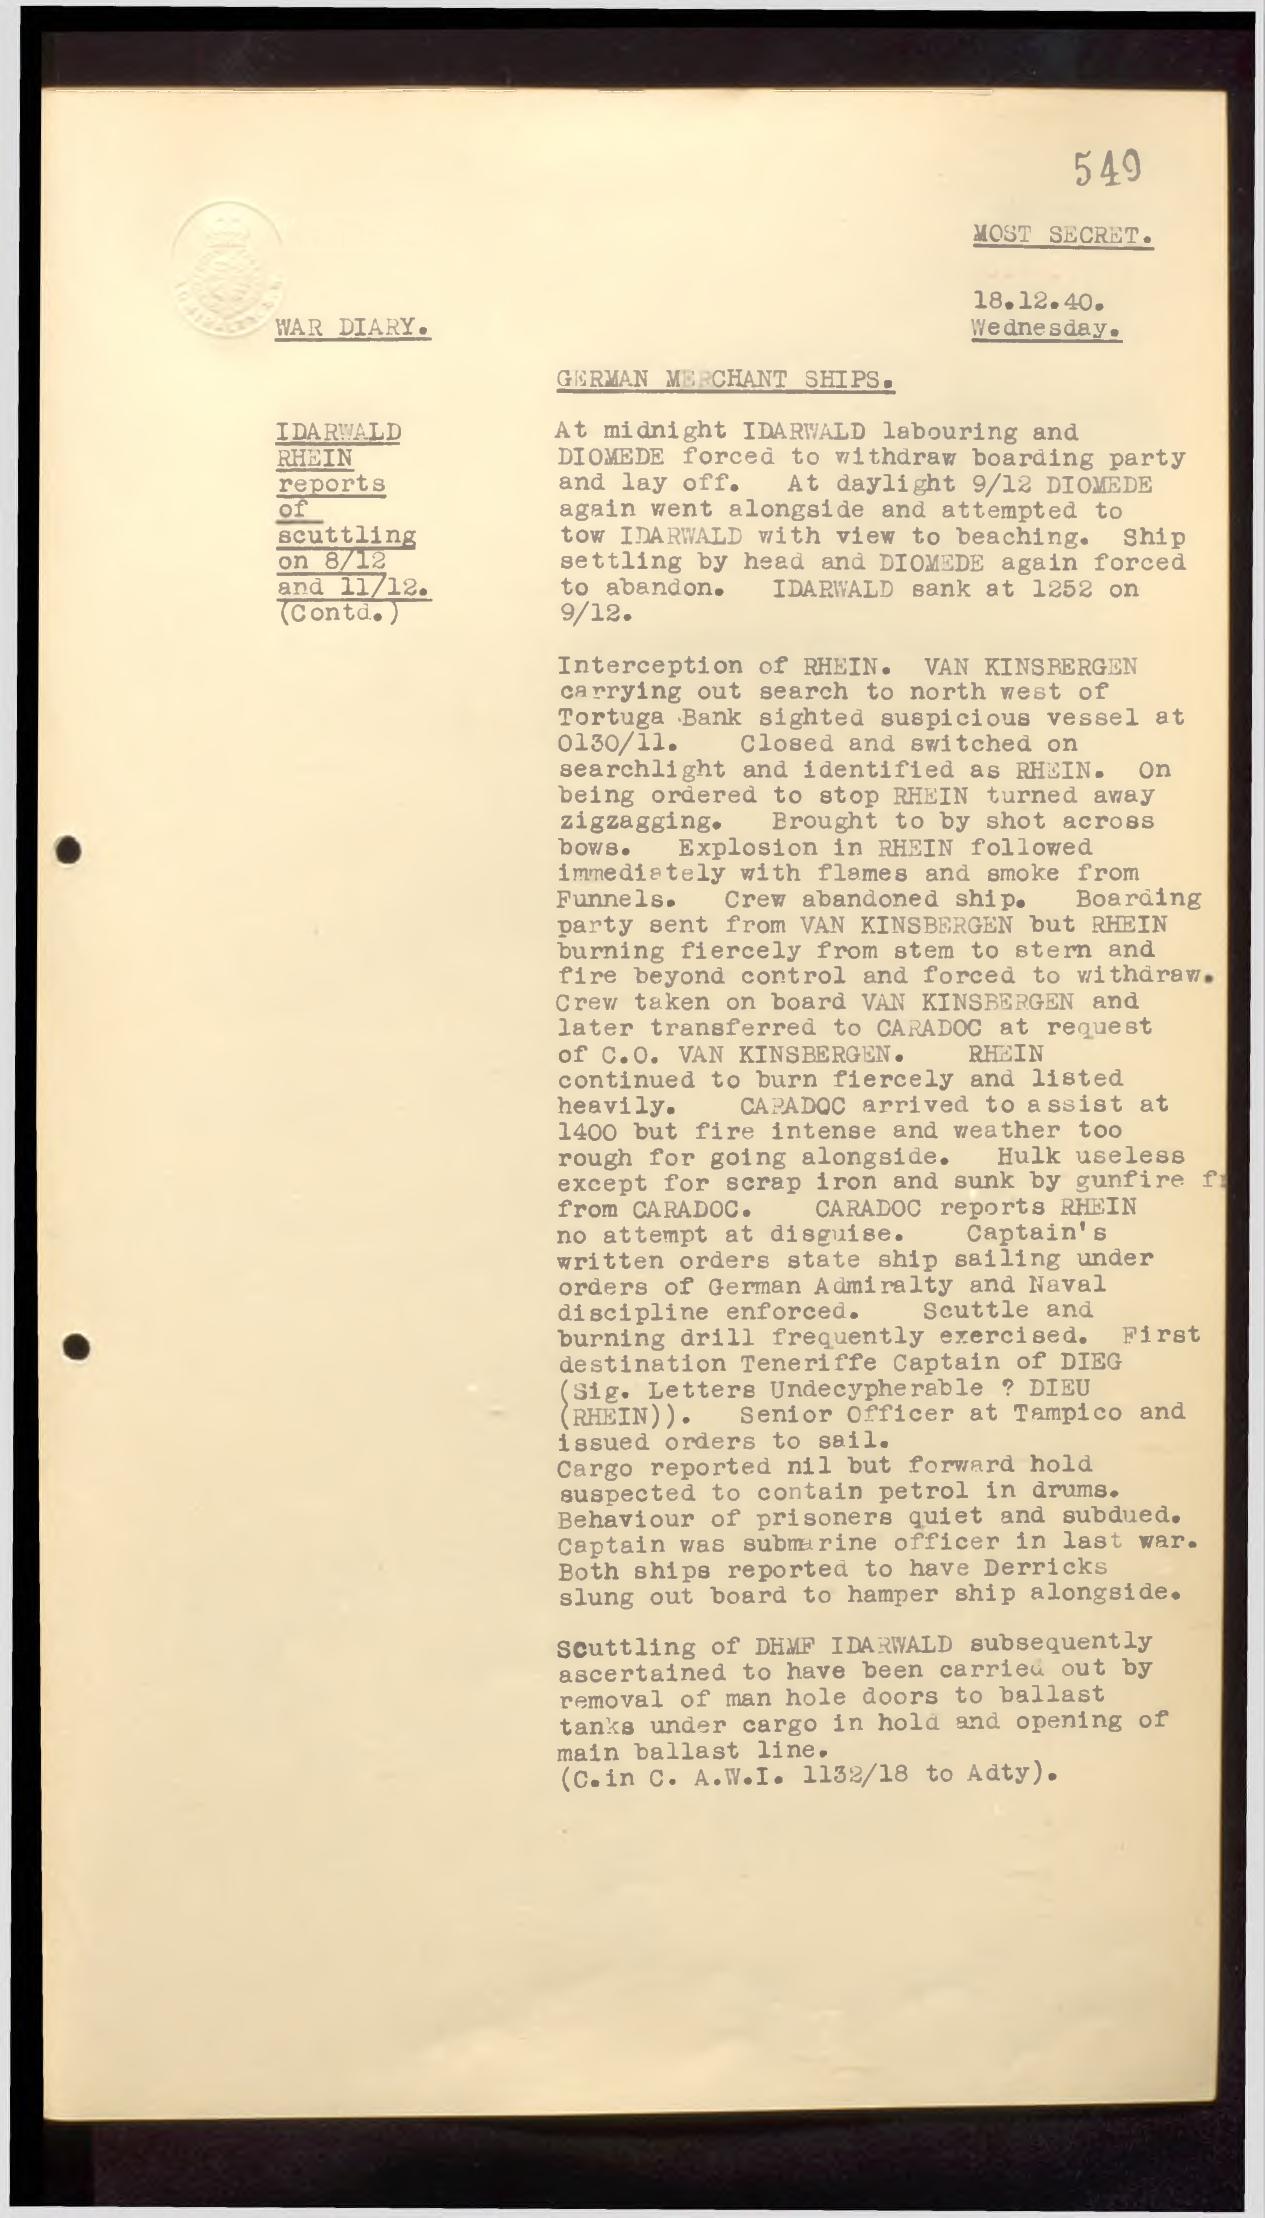 549
MOST SECRET.
18.12.40.
WAR DIARY.
Wednesday.
GERMAN MERCHANT SHIPS.
IDARWALD
RHEIN
reports
of
scuttling
on 8/12
and 11/12.
(Contd.)
At midnight IDARWALD labouring and
DIOMEDE forced to withdraw boarding party
and lay off. At daylight 9/12 DIOMEDE
again went alongside and attempted to
tow IDARWALD with view to beaching. Ship
settling by head and DIOMEDE again forced
to abandon. IDARWALD sank at 1252 on
9/12.
Interception of RHEIN. VAN KINSBERGEN
carrying out search to north west of
Tortuga Bank sighted suspicious vessel at
0130/11. Closed and switched on
searchlight and identified as RHEIN. On
being ordered to stop RHEIN turned away
zigzagging. Brought to by shot across
bows. Explosion in RHEIN followed
immediately with flames and smoke from
Funnels. Crew abandoned ship. Boarding
party sent from VAN KINSBERGEN but RHEIN
burning fiercely from stem to stern and
fire beyond control and forced to withdraw.
Crew taken on board VAN KINSBERGEN and
later transferred to CARADOC at request
of C.O. VAN KINSBERGEN. RHEIN
continued to burn fiercely and listed
heavily. CARADOC arrived to assist at
1400 but fire intense and weather too
rough for going alongside. Hulk useless
except for scrap iron and sunk by gunfire
from CARADOC. CARADOC reports RHEIN
no attempt at disguise. Captain's
written orders state ship sailing under
orders of German Admiralty and Naval
discipline enforced. Scuttle and
burning drill frequently exercised. First
destination Teneriffe Captain of DIEG
(Sig. Letters Undecypherable ? DIEU
(RHEIN)). Senior Officer at Tampico and
issued orders to sail.
Cargo reported nil but forward hold
suspected to contain petrol in drums.
Behaviour of prisoners quiet and subdued.
Captain was submarine officer in last war.
Both ships reported to have Derricks
slung out board to hamper ship alongside.
Scuttling of DHMF IDARWALD subsequently
ascertained to have been carried out by
removal of man hole doors to ballast
tanks under cargo in hold and opening of
main ballast line.
(C.in C. A.W.I. 1132/18 to Adty).